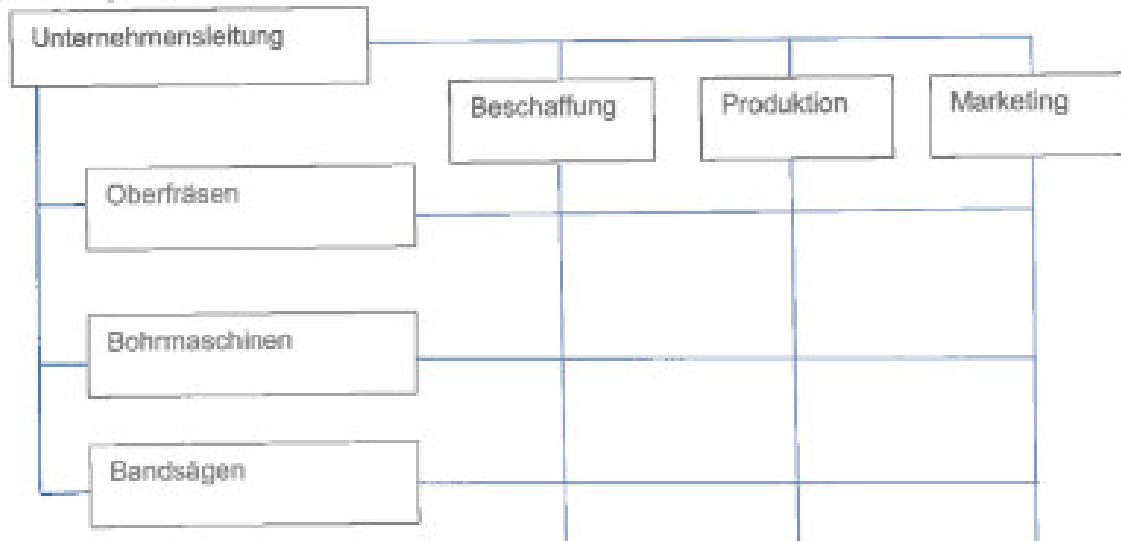 Unternehmensleitung
Beschaffung
Produktion
Marketing
Oberfräsen
Bohrmaschinen
Bandsägen